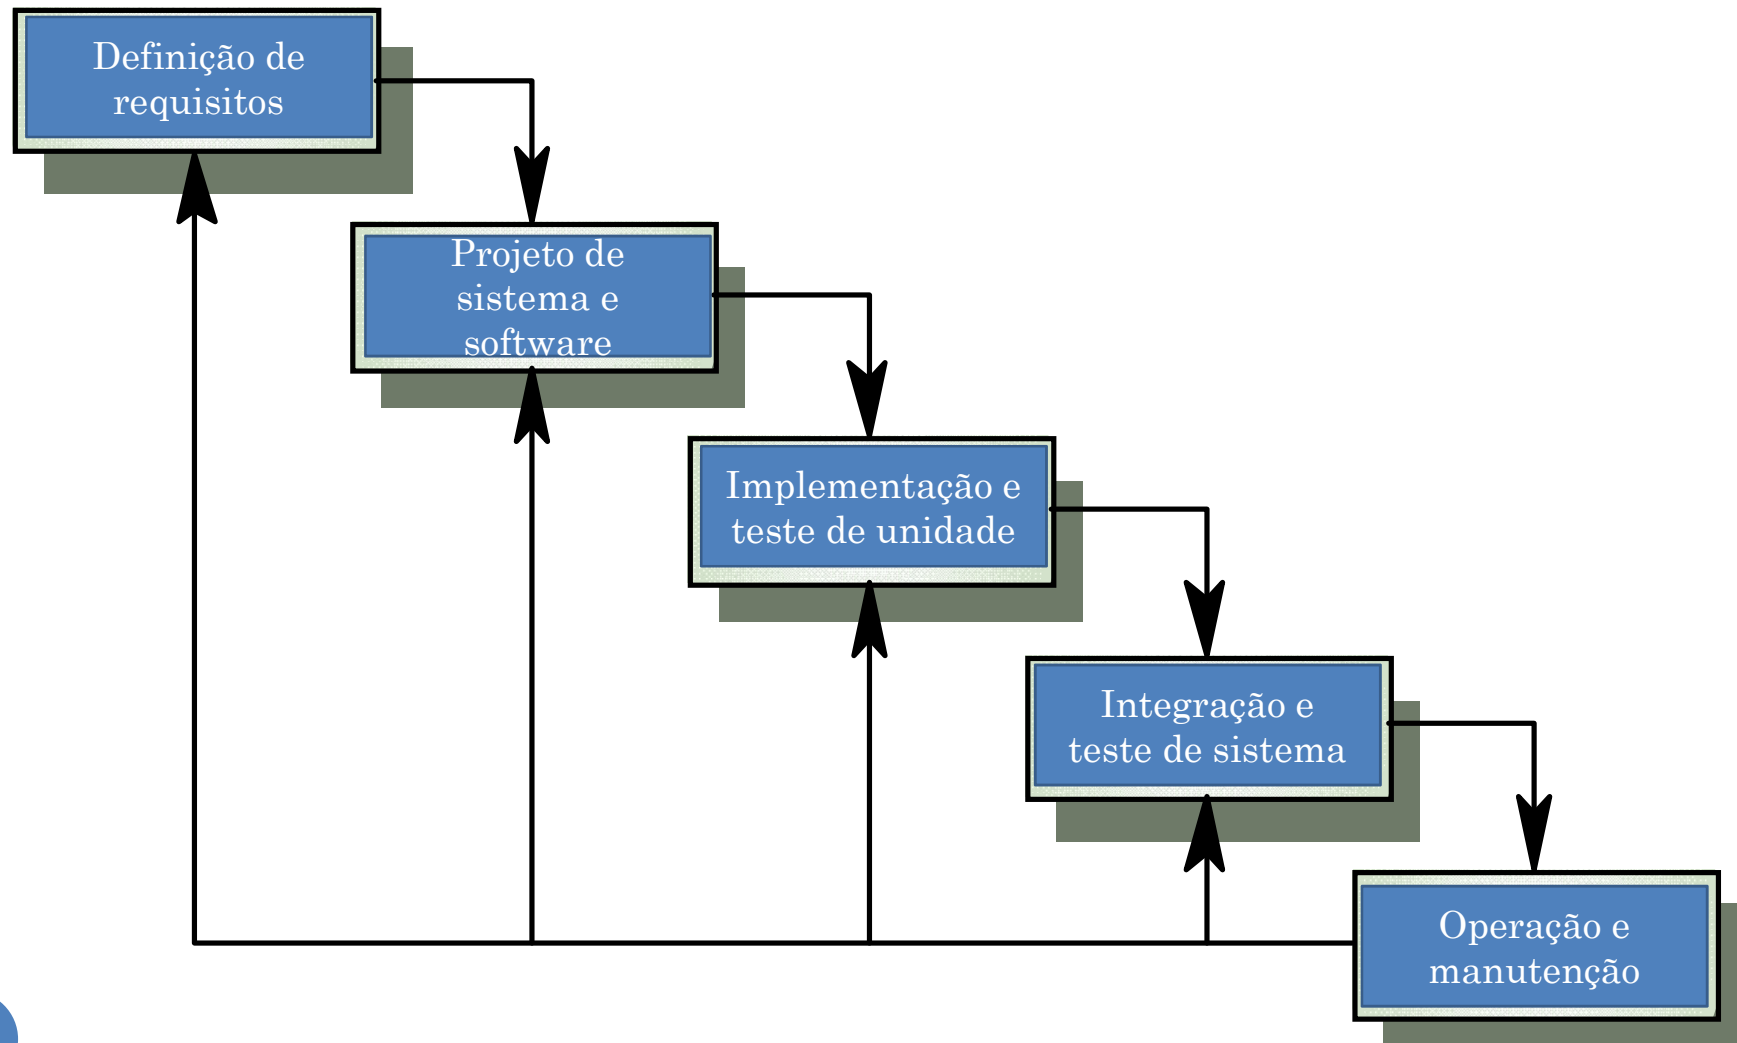 Definição de
requisitos
Projeto de
sistema e
software
Implementação e
teste de unidade
Integração e
teste de sistema
Operação e
manutenção